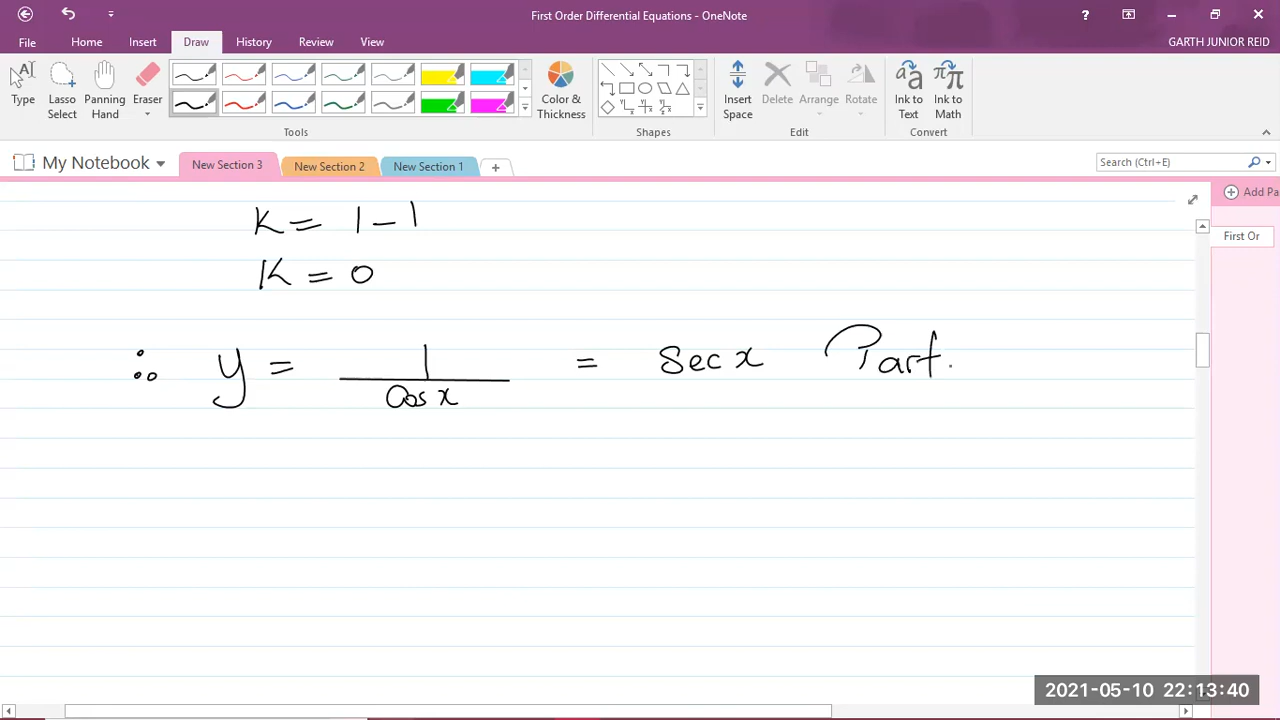 First Order Differential Equations - OneNote
?
File Home Insert Draw History Review View
GARTH JUNIOR REID
Type
Lasso Select
Panning Hand
Eraser
Color & Thickness
Insert Space
Delete
Arrange
Rotate
Ink to Text
Ink to Math
Tools Shapes Edit Convert
My Notebook New Section 3 New Section 2 New Section 1 +
Search (Ctrl+E)
Add Pa
First Or
K = 1 - 1
K = 0
∴ y = 1/cos x = sec x Part.
2021-05-10 22:13:40